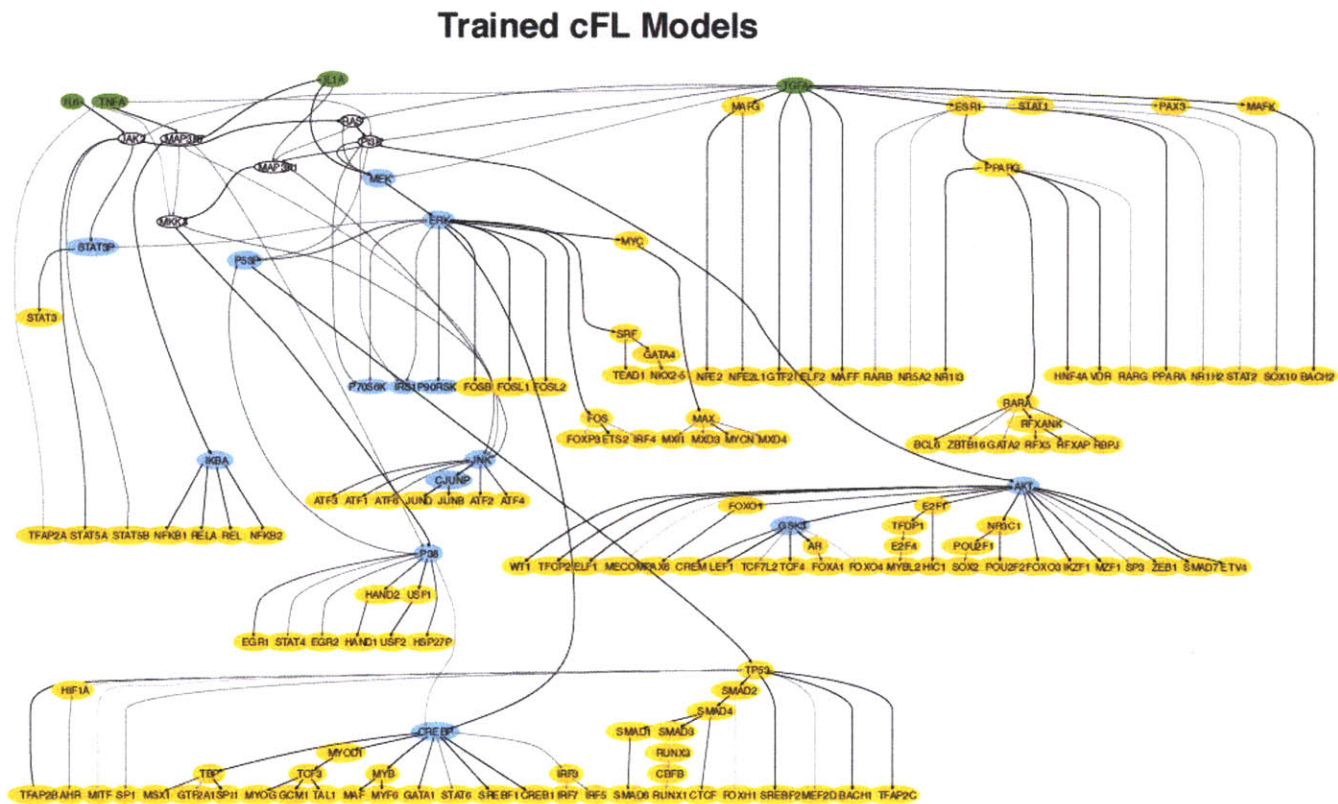 Trained cFL Models
IL1A
IL6 TNFA TGFA
MAFG ESR1 STAT1 PAX3 MAFK
RAS
JAK2 PI3K
MAP3K1 PPARG
MEK
ERK
MYC
STAT3P
P53P
STAT3
SRF
GATA4
P70S6K IRS1 P90RSK FOSB FOSL1 FOSL2 TEAD1 NKX2-5 NFE2 NFE2L1 GTF2I ELF2 MAFF RARB NR5A2 NR1I3 HNF4A VDR RARG PPARA NR1H2 STAT2 SOX10 BACH2
RARA
FOS MAX RFXANK
FOXP3 ETS2 IRF4 MXI1 MXD3 MYCN MXD4 BCL6 ZBTB16 GATA2 RFX5 RFXAP RBPJ
IKBA JNK
CJUNP AKT
ATF3 ATF1 ATF6 JUND JUNB ATF2 ATF4
FOXO1 E2F1
GSK3 TFDP1 NR3C1
TFAP2A STAT5A STAT5B NFKB1 RELA REL NFKB2
AR E2F4 POU2F1
P38
WT1 TFCP2 ELF1 MECOM PAX6 CREM LEF1 TCF7L2 TCF4 FOXA1 FOXO4 MYBL2 HIC1 SOX2 POU2F2 FOXO3 IKZF1 MZF1 SP3 ZEB1 SMAD7 ETV4
HAND2 USF1
EGR1 STAT4 EGR2 HAND1 USF2 HSP27P
TP53
HIF1A SMAD2
SMAD4
CREBP SMAD1 SMAD3
MYOD1 RUNX3
TBP TCF3 MYB IRF3 CBFB
TFAP2B AHR MITF SP1 MSX1 GTF2A1 SPI1 MYOG GCM1 TAL1 MAF MYF6 GATA1 STAT6 SREBF1 CREB1 IRF7 IRF5 SMAD6 RUNX1 CTCF FOXH1 SREBF2 MEF2D BACH1 TFAP2C